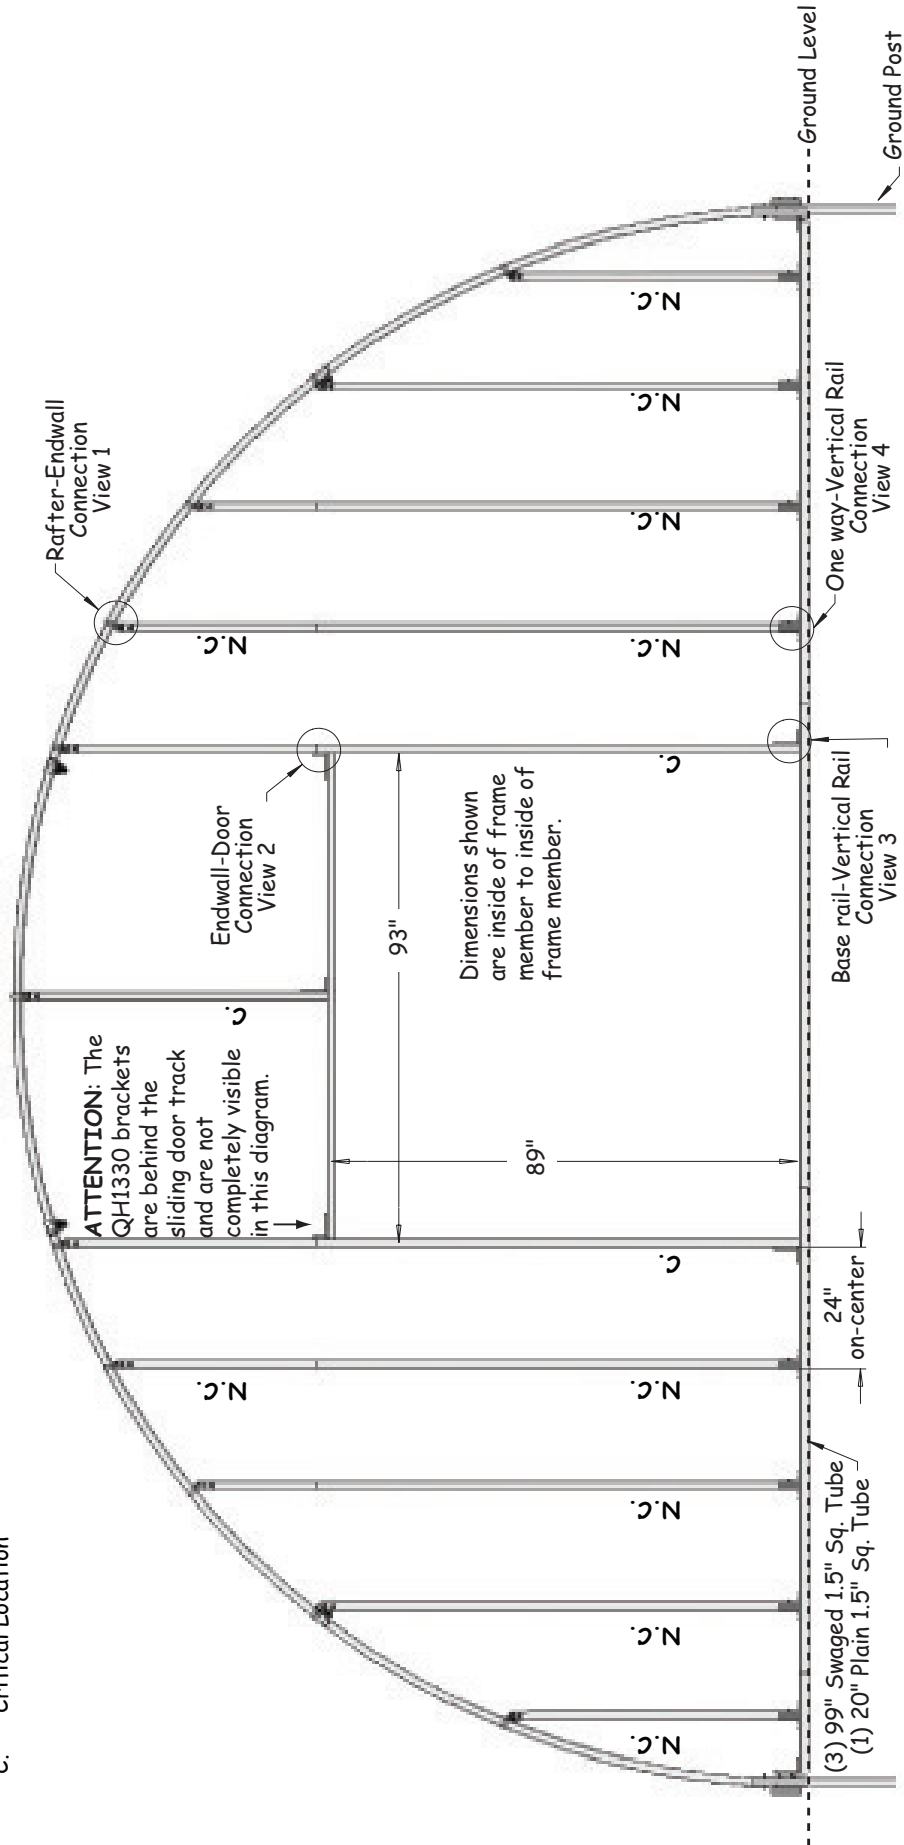 C. Critical Location
Rafter-Endwall
Connection
View 1
ATTENTION: The
QH1130 brackets
are behind the
sliding door track
and are not
completely visible
in this diagram.
C.
Endwall-Door
Connection
View 2
N.C.
N.C.
93"
Dimensions shown
are inside of frame
member to inside of
frame member.
89"
N.C.
N.C.
N.C.
N.C.
C.
C.
N.C.
N.C.
N.C.
N.C.
Ground Level
(3) 99" Swaged 1.5" Sq. Tube
(1) 20" Plain 1.5" Sq. Tube
24"
on-center
Base rail-Vertical Rail
Connection
View 3
One way-Vertical Rail
Connection
View 4
Ground Post